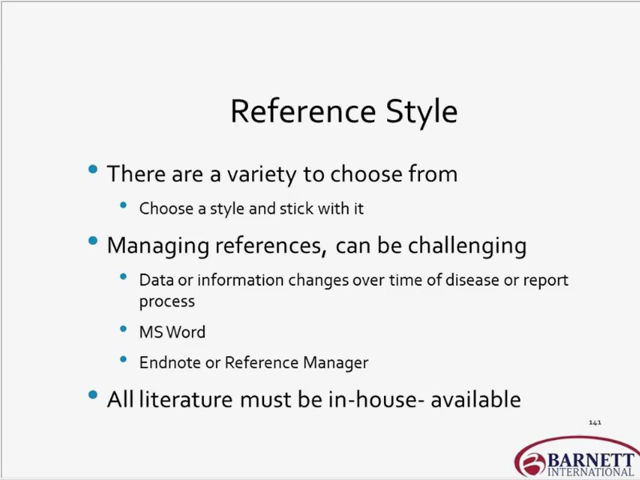 Reference Style
There are a variety to choose from
Choose a style and stick with it
Managing references, can be challenging
Data or information changes over time of disease or report
process
MS Word
Endnote or Reference Manager
All literature must be in-house- available
141
BARNETT
INTERNATIONAL